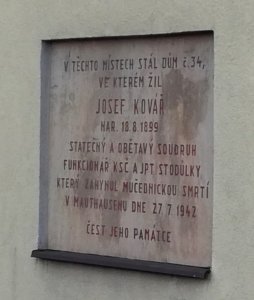 V TĚCHTO MÍSTECH STÁL DŮM č. 34,
VE KTERÉM ŽIL
JOSEF KOVÁŘ
NAR. 18.8.1899
STATEČNÝ A OBĚTAVÝ SOUDRUH
FUNKCIONÁŘ KSČ A JPT STODŮLKY
KTERÝ ZAHYNUL MUČEDNICKOU SMRTÍ
V MAUTHAUSENU DNE 27.7.1942
ČEST JEHO PAMÁTCE